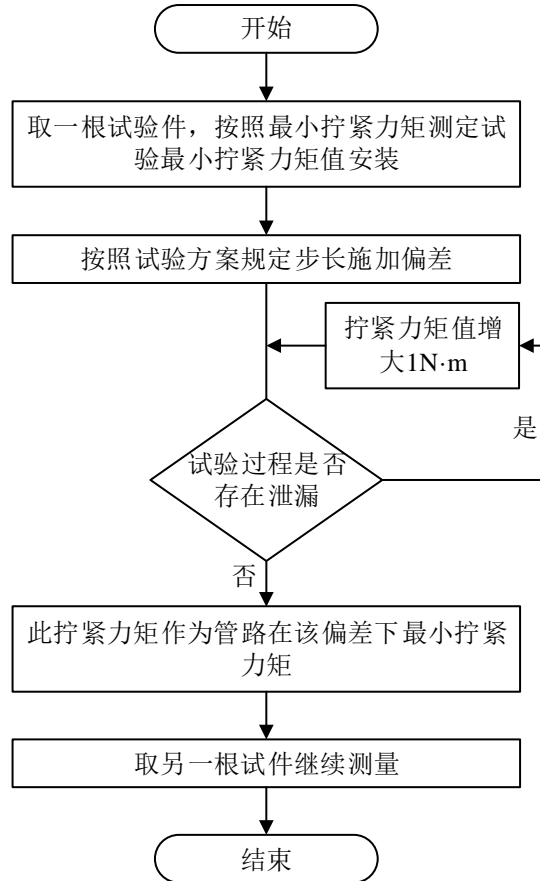 开始
取一根试验件，按照最小拧紧力矩测定试
验最小拧紧力矩值安装
按照试验方案规定步长施加偏差
拧紧力矩值增
大1N·m
是
试验过程是否
存在泄漏
否
此拧紧力矩作为管路在该偏差下最小拧紧
力矩
取另一根试件继续测量
结束